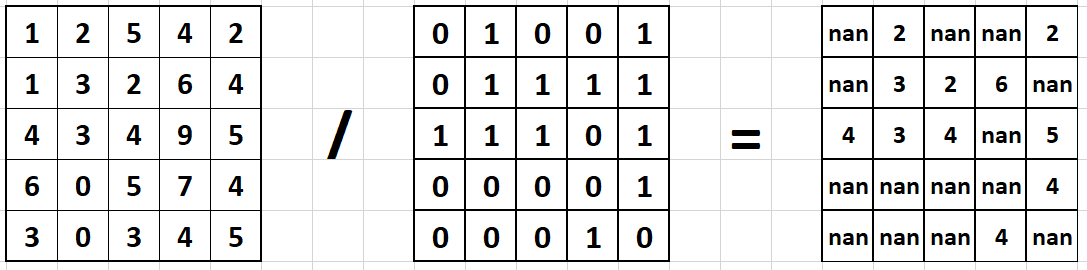 1 2 5 4 2 0 1 0 0 1 nan 2 nan nan 2
1 3 2 6 4 0 1 1 1 1 nan 3 2 6 nan
4 3 4 9 5 / 1 1 1 0 1 = 4 3 4 nan 5
6 0 5 7 4 0 0 0 0 1 nan nan nan nan 4
3 0 3 4 5 0 0 0 1 0 nan nan nan 4 nan